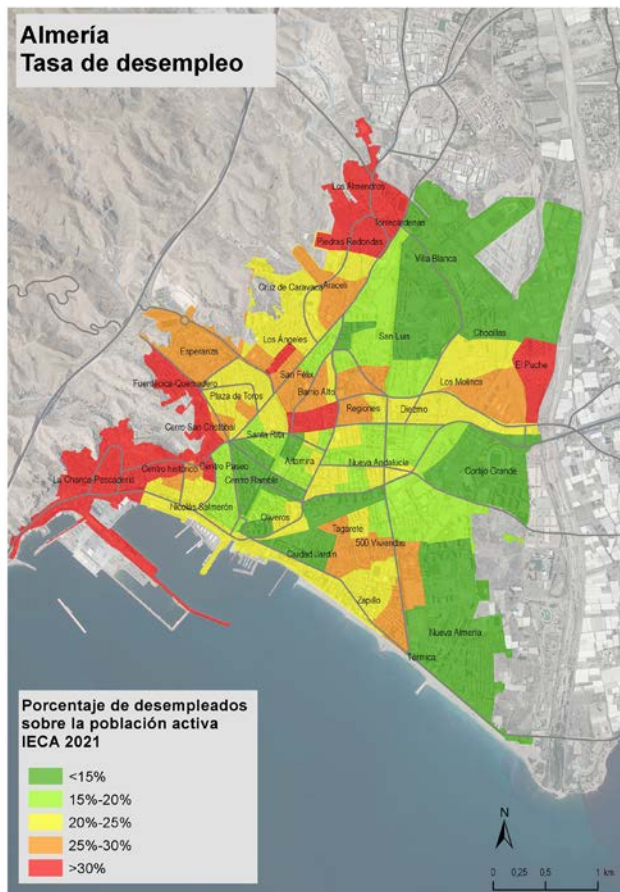 Almería
Tasa de desempleo
Los Almendros
Torrecárdenas
Piedras Redondas
Villa Blanca
Cruz de Caravaca
Araceli
Los Ángeles
San Luis
Chocillas
Esperanza
San Félix
El Puche
Fuentecica-Quemadero
Los Molinos
Plaza de Toros
Barrio Alto
Regiones
Diezmo
Cerro San Cristóbal
Santa Rita
Centro histórico
Centro Paseo
Altamira
Nueva Andalucía
Cortijo Grande
La Chanca-Pescadería
Centro Rambla
Nicolás Salmerón
Oliveros
Tagarete
500 Viviendas
Ciudad Jardín
Zapillo
Nueva Almería
Térmica
Porcentaje de desempleados
sobre la población activa
IECA 2021
<15%
15%-20%
20%-25%
25%-30%
>30%
N
0 0,25 0,5 1 km